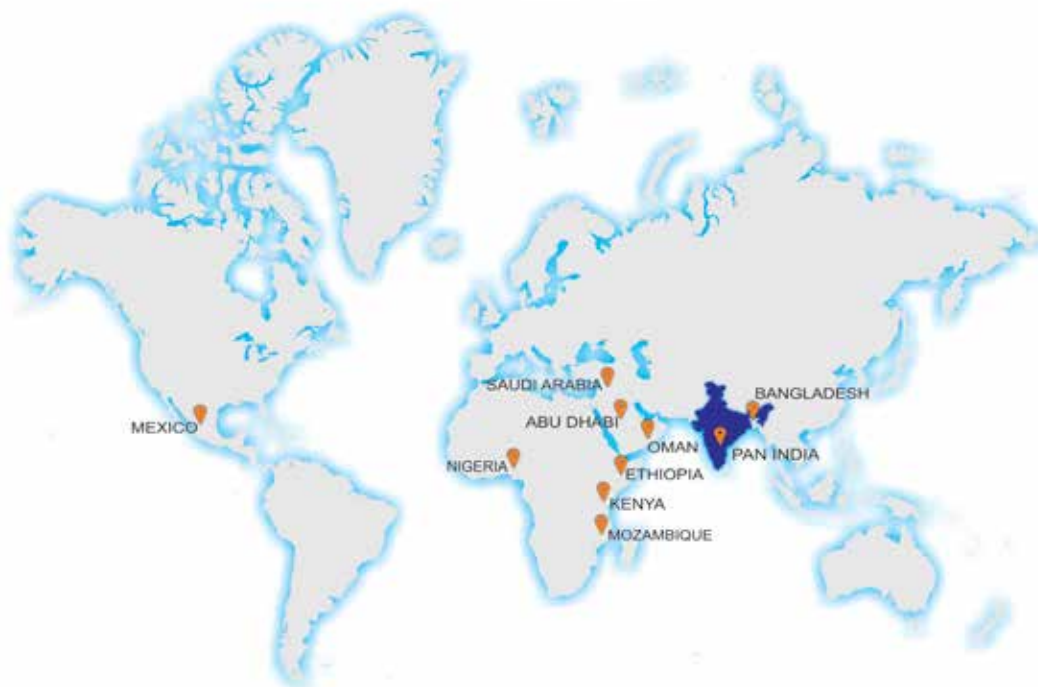 SAUDI ARABIA
BANGLADESH
MEXICO
ABU DHABI
OMAN
PAN INDIA
NIGERIA
ETHIOPIA
KENYA
MOZAMBIQUE